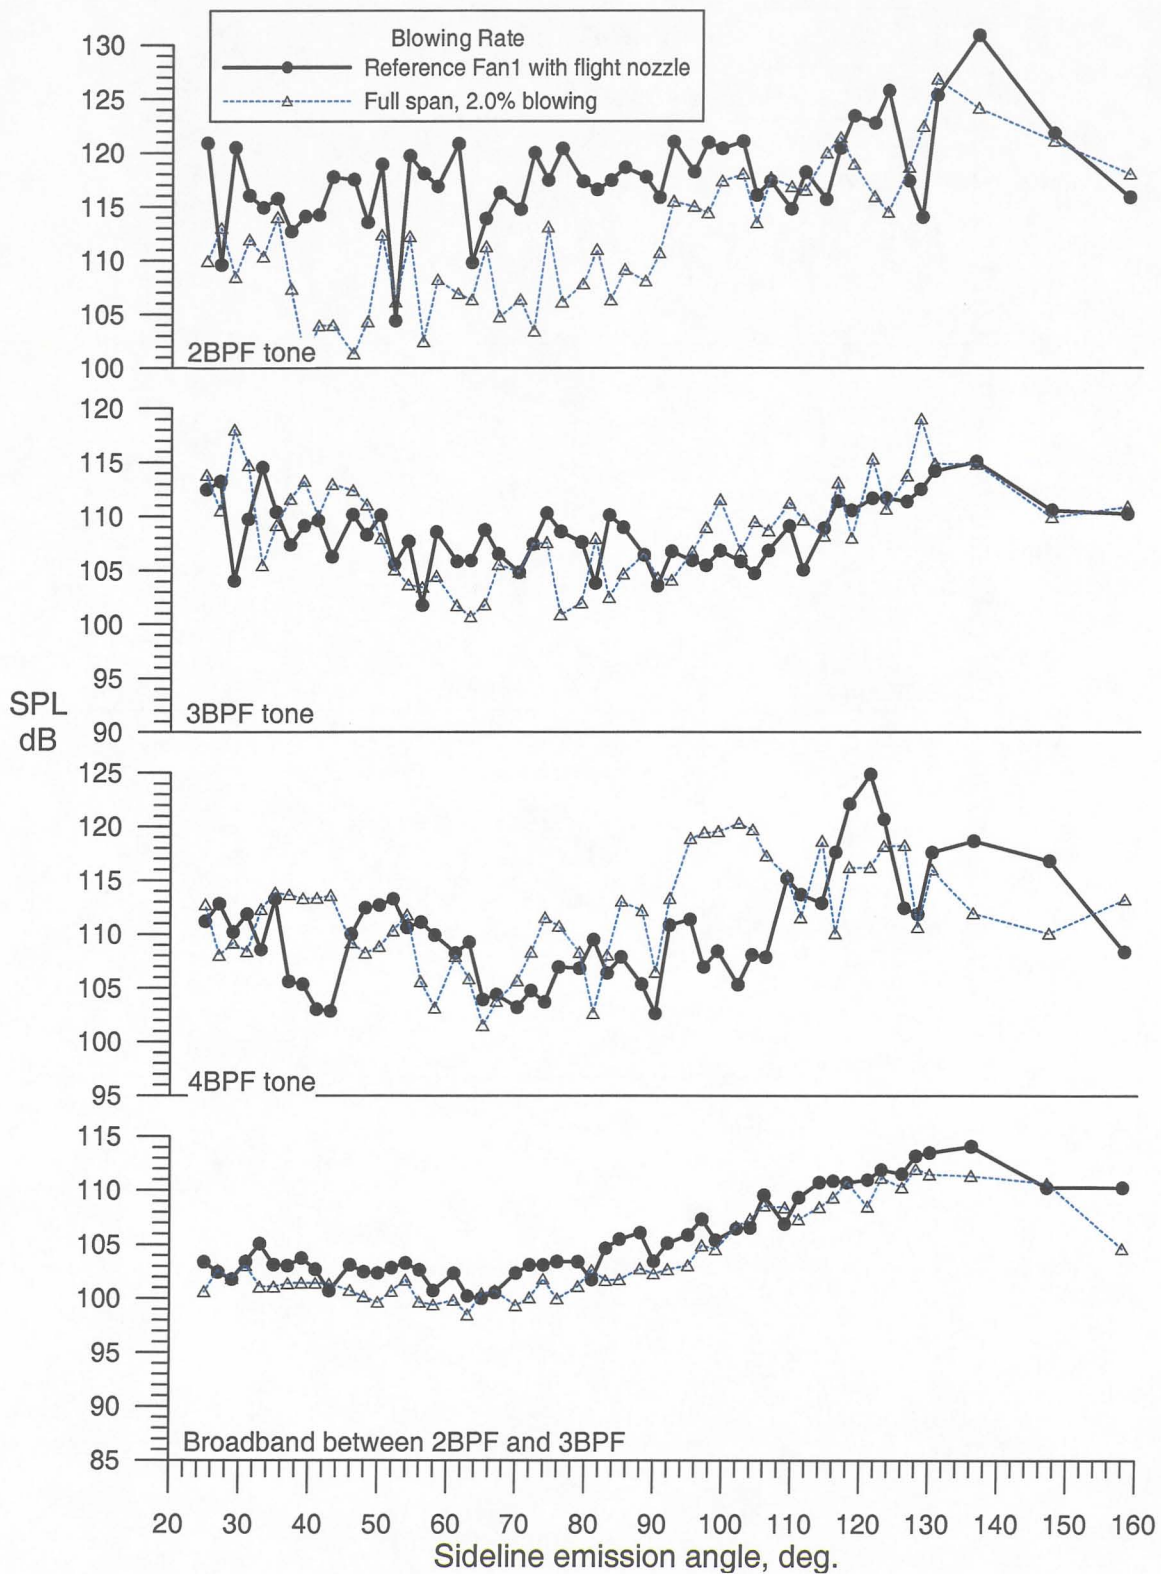 Blowing Rate
Reference Fan1 with flight nozzle
Full span, 2.0% blowing
130
125
120
115
110
105
100
2BPF tone
120
115
110
105
100
95
90
3BPF tone
SPL
dB
125
120
115
110
105
100
95
4BPF tone
115
110
105
100
95
90
85
Broadband between 2BPF and 3BPF
20 30 40 50 60 70 80 90 100 110 120 130 140 150 160
Sideline emission angle, deg.